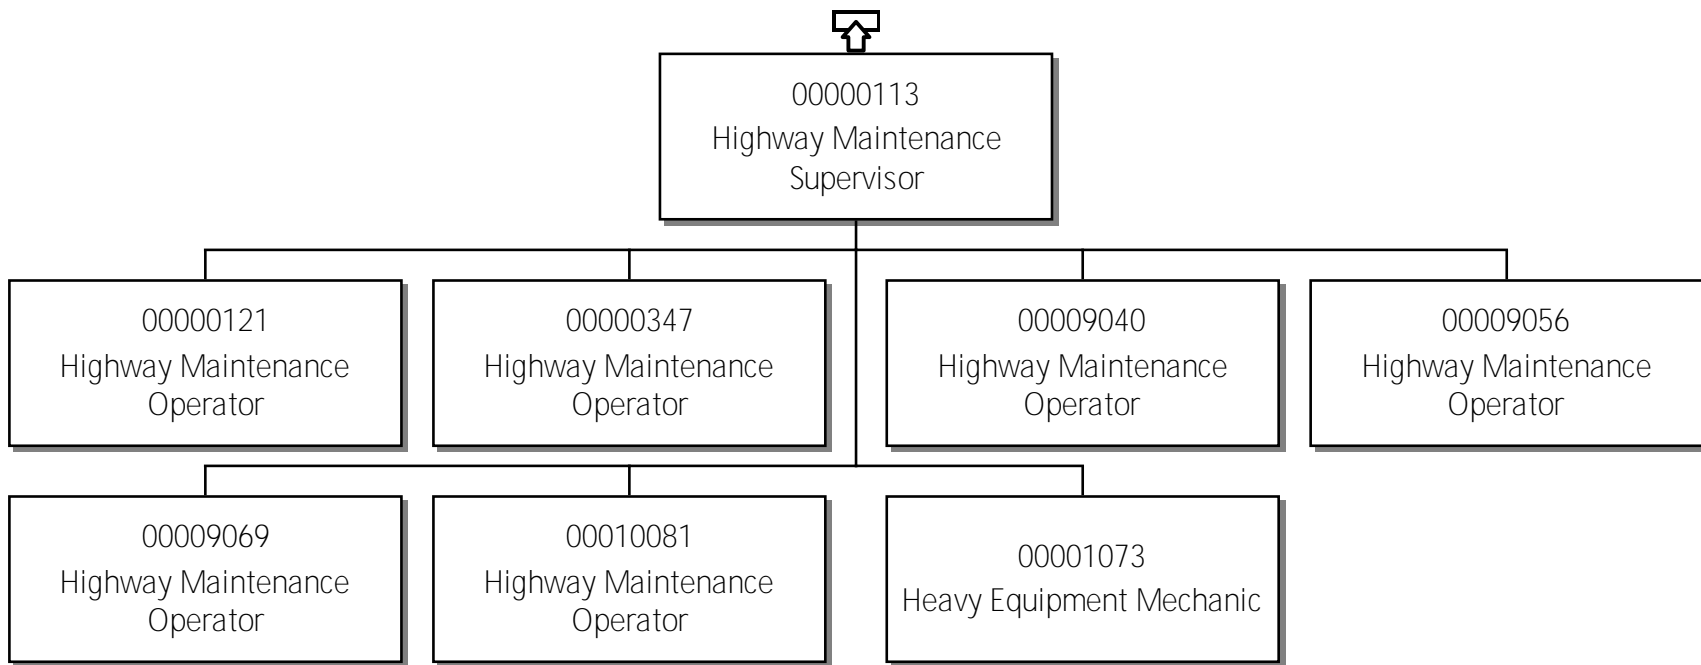 00000113
Highway Maintenance
Supervisor
00000121
Highway Maintenance
Operator
00000347
Highway Maintenance
Operator
00009040
Highway Maintenance
Operator
00009056
Highway Maintenance
Operator
00009069
Highway Maintenance
Operator
00010081
Highway Maintenance
Operator
00001073
Heavy Equipment Mechanic